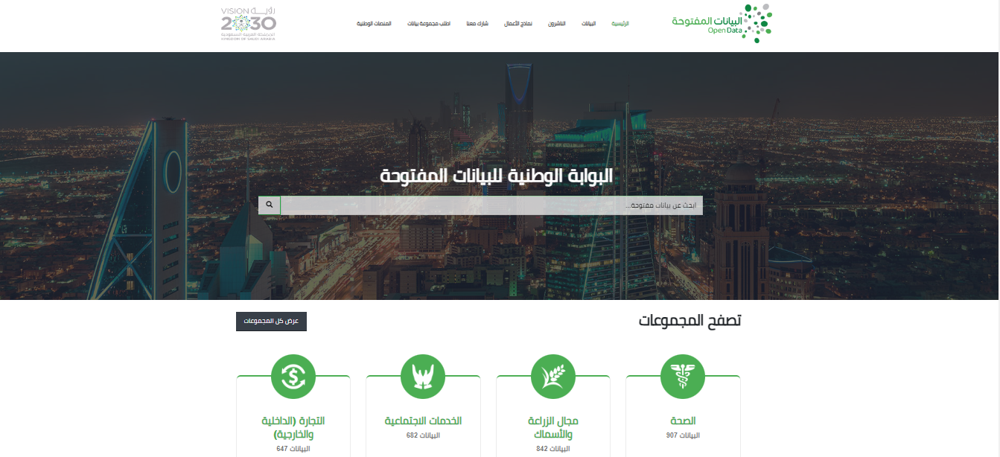 البيانات المفتوحة
Open Data
الرئيسية
البيانات
الناشرون
نماذج الأعمال
شارك معنا
اطلب مجموعة بيانات
المنصات الوطنية
VISION رؤيــــة
2030
المملكة العربية السعودية
KINGDOM OF SAUDI ARABIA
البوابة الوطنية للبيانات المفتوحة
ابحث عن بيانات مفتوحة...
تصفح المجموعات
عرض كل المجموعات
الصحة
البيانات 907
مجال الزراعة
والأسماك
البيانات 842
الخدمات الاجتماعية
البيانات 682
التجارة (الداخلية
والخارجية)
البيانات 647